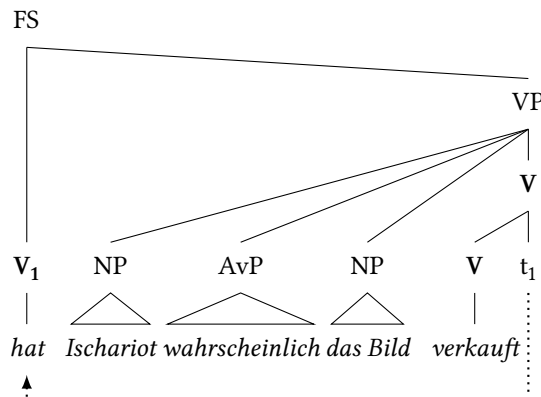 FS
VP
V
V₁ NP AvP NP V t₁
hat Ischariot wahrscheinlich das Bild verkauft